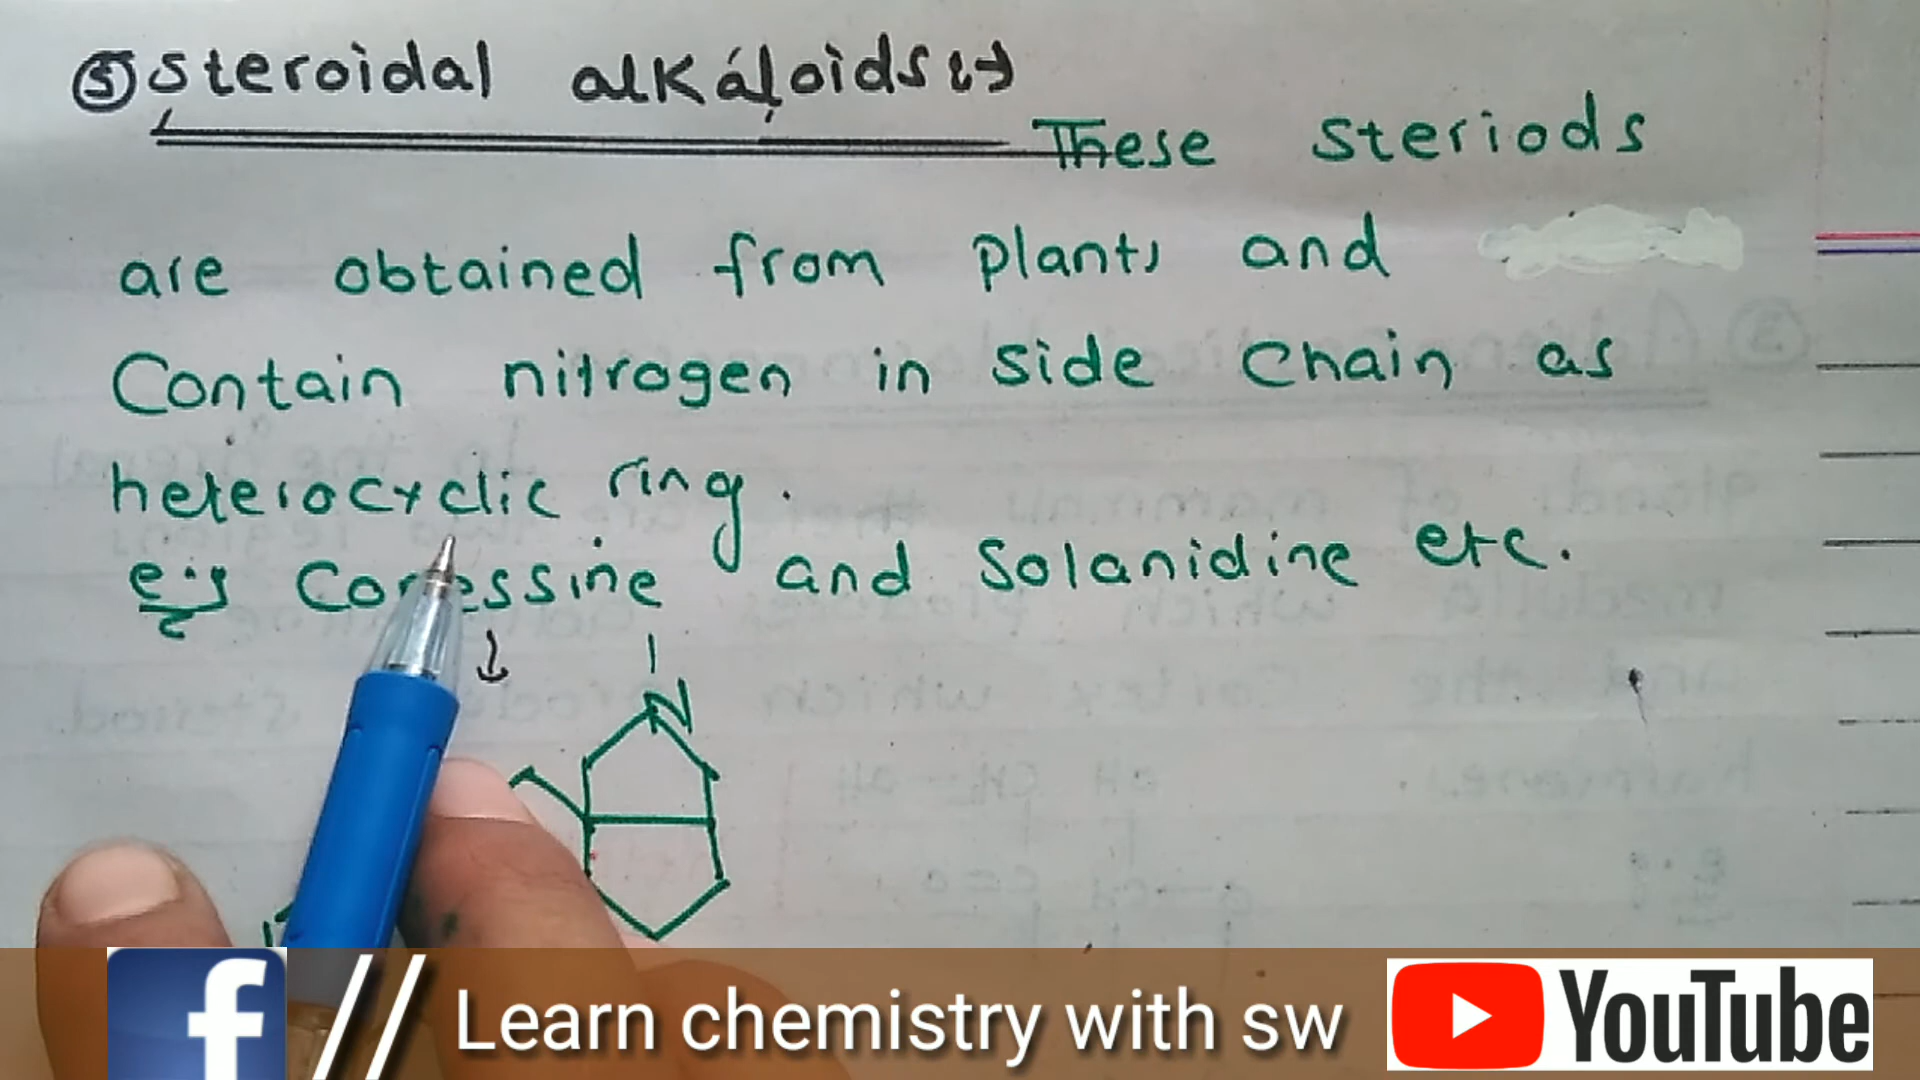 ⑤ Steroidal alkaloids :→
These steriods
are obtained from plants and
Contain nitrogen in side chain as
heterocyclic ring.
e.g Coressine and Solanidine etc.
↓
N
f // Learn chemistry with sw YouTube